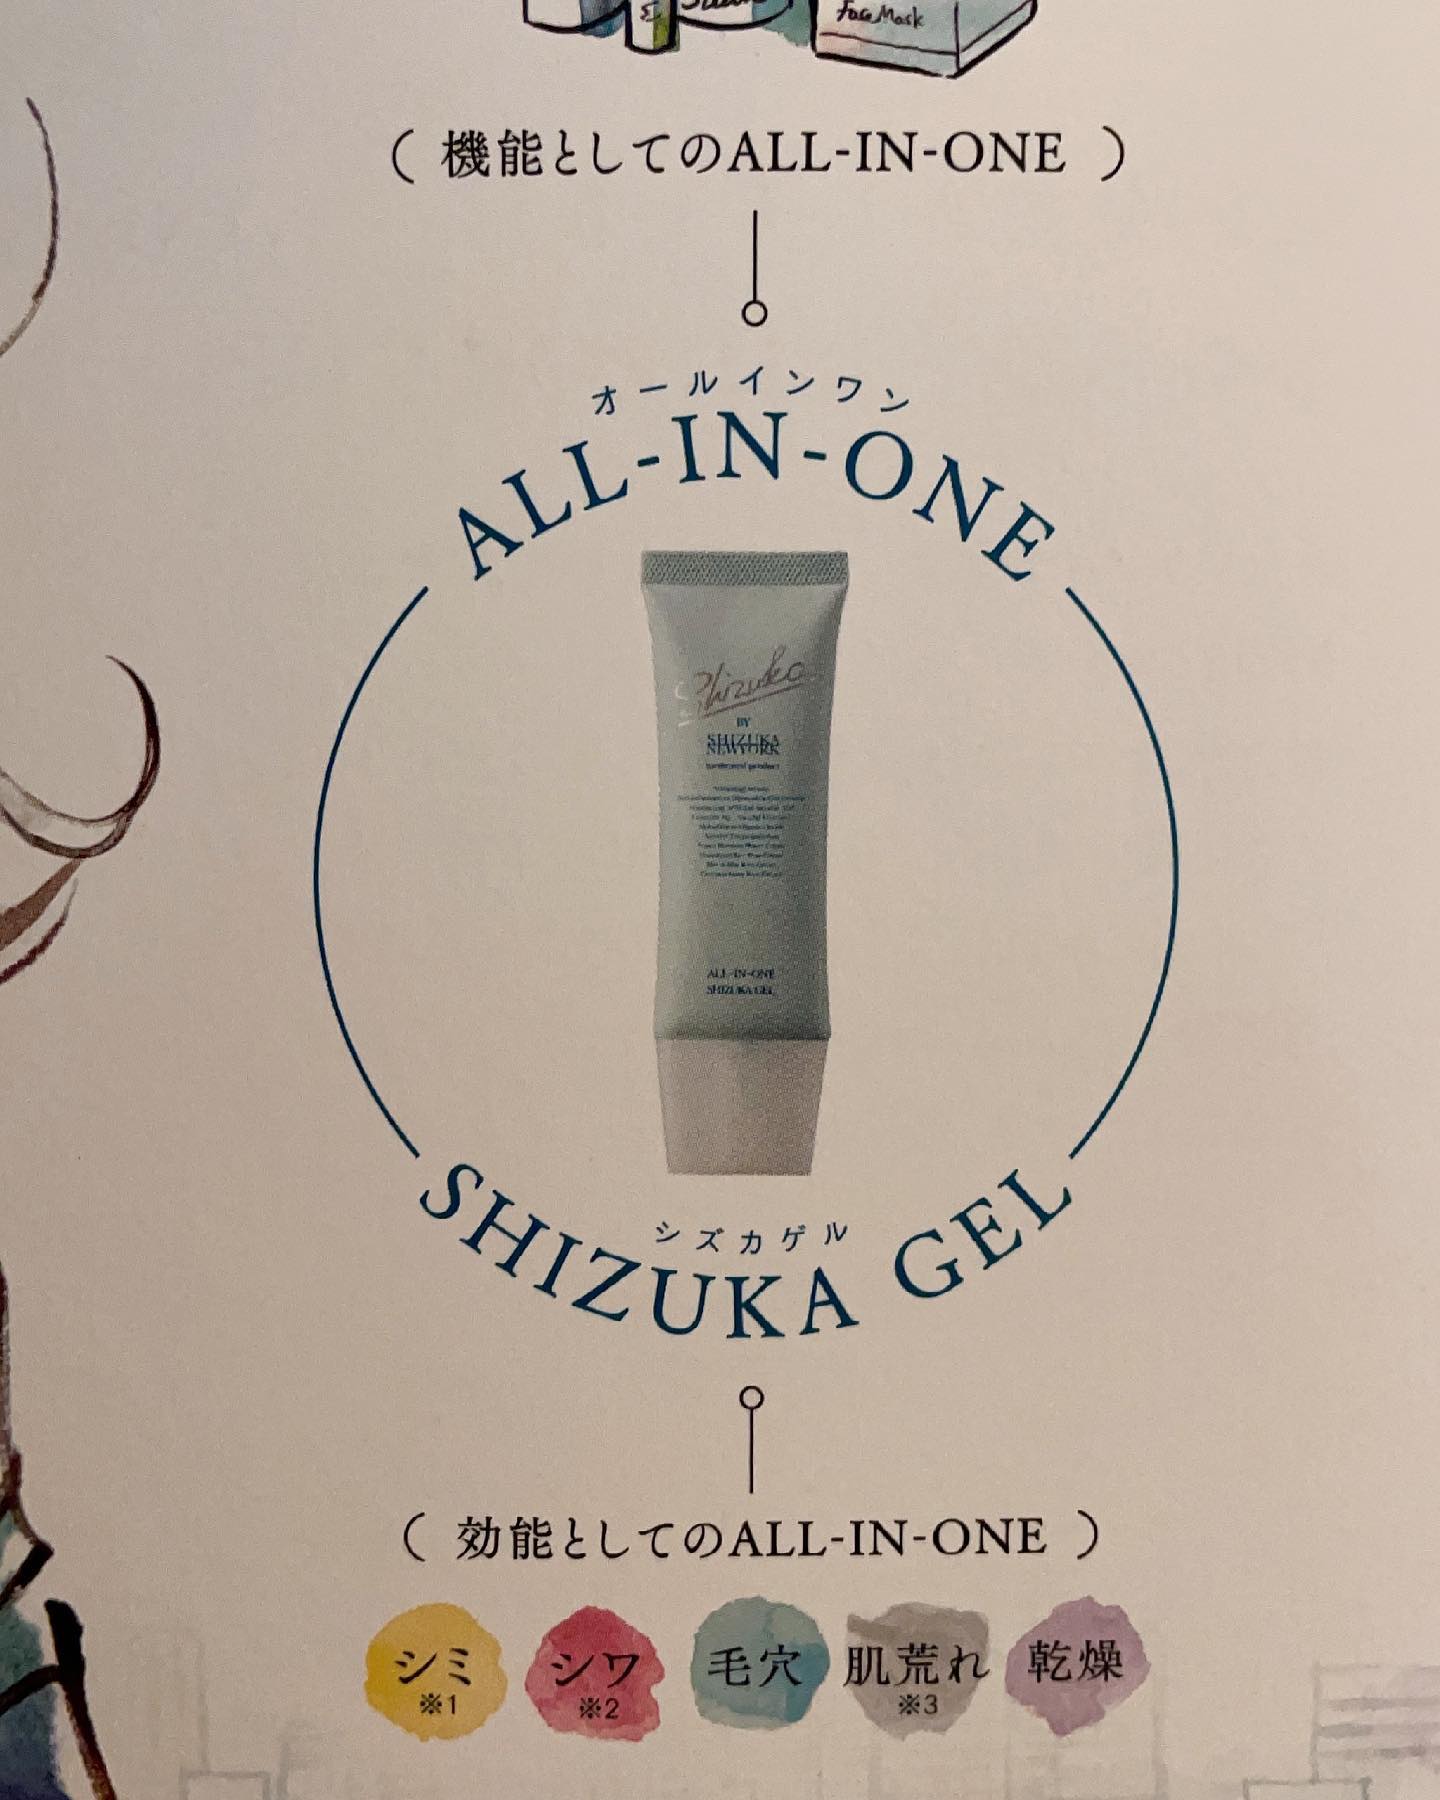 Face Mask
( 機能としてのALL-IN-ONE )
オールインワン
ALL-IN-ONE
Shizuka
BY
SHIZUKA
NEWYORK
ALL-IN-ONE
SHIZUKA GEL
シズカゲル
SHIZUKA GEL
( 効能としてのALL-IN-ONE )
シミ シワ 毛穴 肌荒れ 乾燥
※1 ※2 ※3